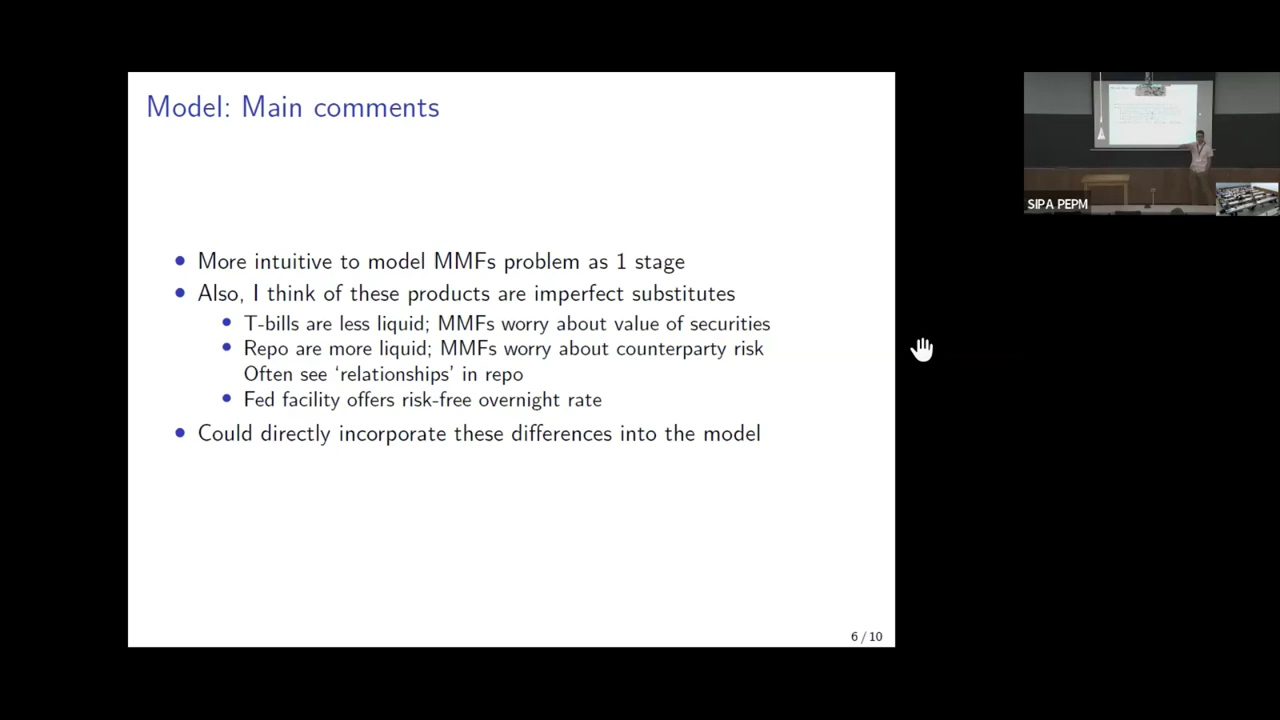 Model: Main comments
More intuitive to model MMFs problem as 1 stage
Also, I think of these products are imperfect substitutes
T-bills are less liquid; MMFs worry about value of securities
Repo are more liquid; MMFs worry about counterparty risk
Often see ‘relationships’ in repo
Fed facility offers risk-free overnight rate
Could directly incorporate these differences into the model
6 / 10
SIPA PEPM